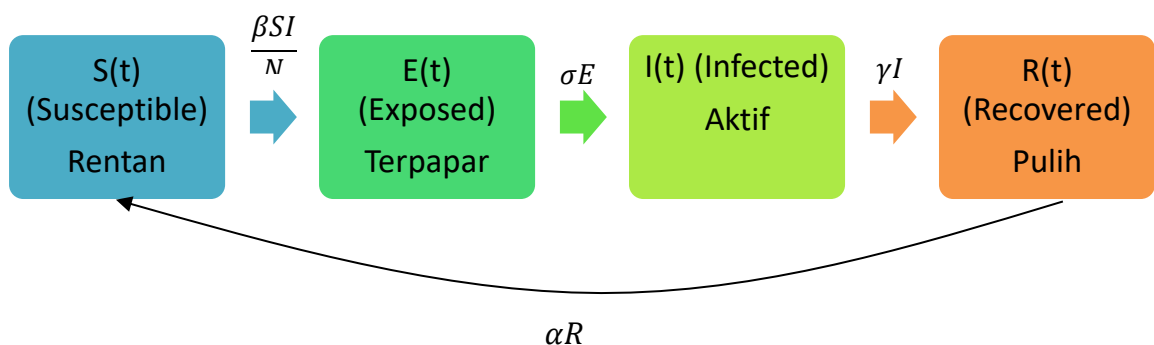 S(t)
(Susceptible)
Rentan
βSI
N
E(t)
(Exposed)
Terpapar
σE
I(t) (Infected)
Aktif
γI
R(t)
(Recovered)
Pulih
αR